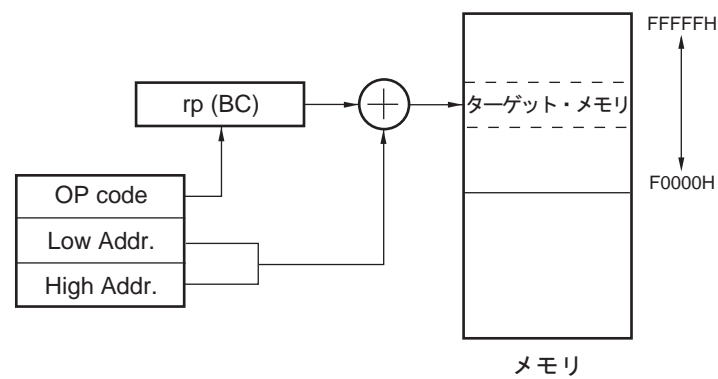 FFFFFH
rp (BC)
ターゲット・メモリ
F0000H
OP code
Low Addr.
High Addr.
メモリ